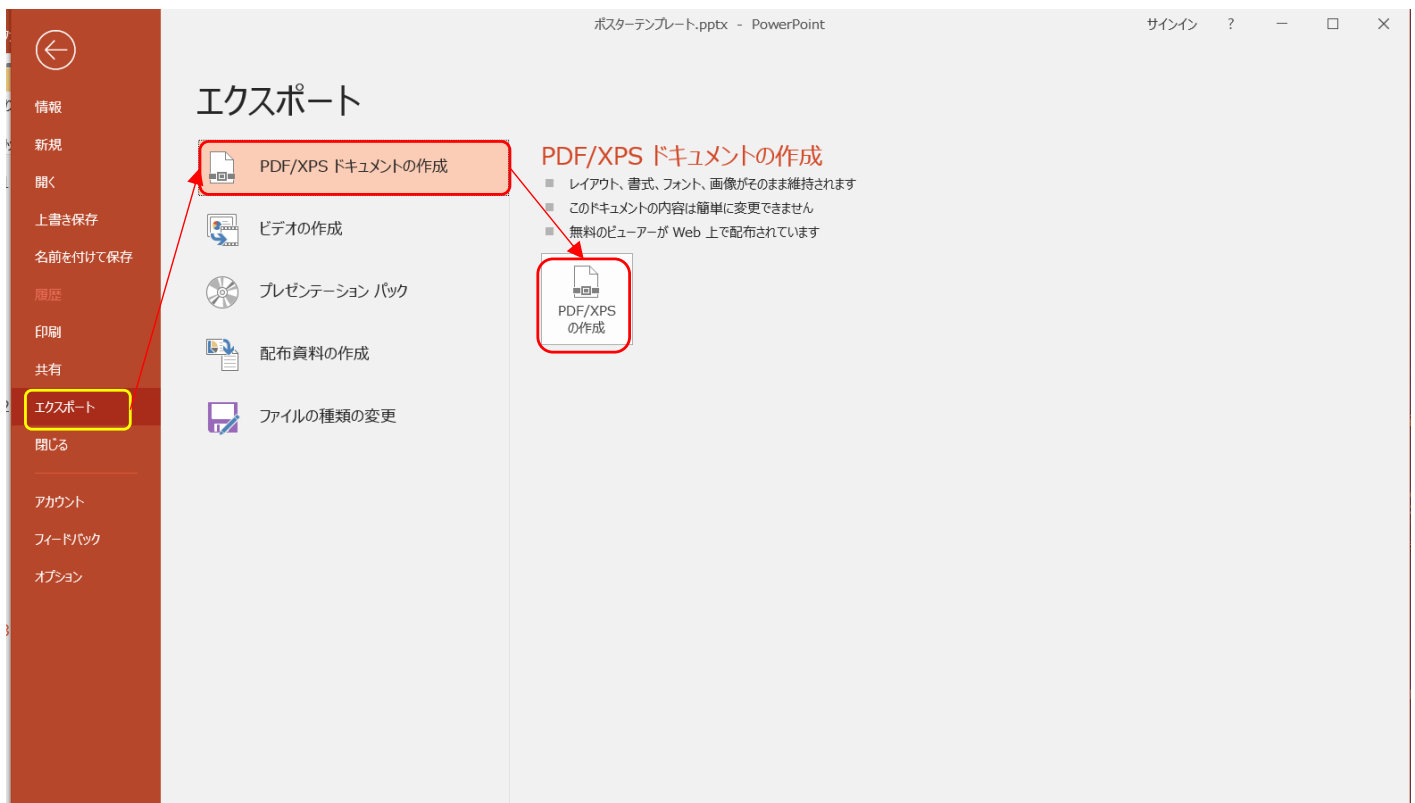 ポスターテンプレート.pptx - PowerPoint
サインイン ?
情報
新規
開く
上書き保存
名前を付けて保存
履歴
印刷
共有
エクスポート
閉じる
アカウント
フィードバック
オプション
エクスポート
PDF/XPS ドキュメントの作成
ビデオの作成
プレゼンテーション パック
配布資料の作成
ファイルの種類の変更
PDF/XPS ドキュメントの作成
レイアウト、書式、フォント、画像がそのまま維持されます
このドキュメントの内容は簡単に変更できません
無料のビューアーが Web 上で配布されています
PDF/XPS
の作成